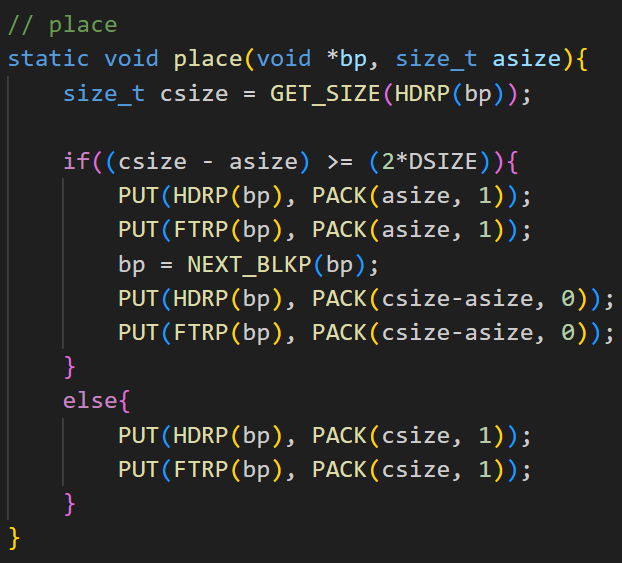 // place
static void place(void *bp, size_t asize){
    size_t csize = GET_SIZE(HDRP(bp));

    if((csize - asize) >= (2*DSIZE)){
        PUT(HDRP(bp), PACK(asize, 1));
        PUT(FTRP(bp), PACK(asize, 1));
        bp = NEXT_BLKP(bp);
        PUT(HDRP(bp), PACK(csize-asize, 0));
        PUT(FTRP(bp), PACK(csize-asize, 0));
    }
    else{
        PUT(HDRP(bp), PACK(csize, 1));
        PUT(FTRP(bp), PACK(csize, 1));
    }
}